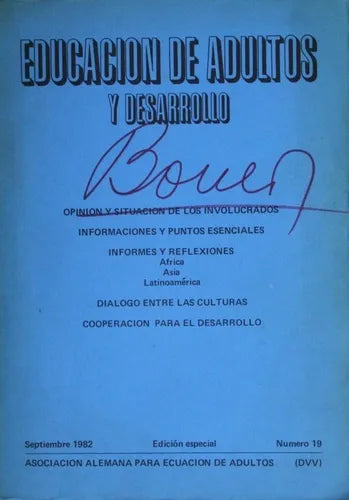 EDUCACION DE ADULTOS
Y DESARROLLO
OPINION Y SITUACION DE LOS INVOLUCRADOS
INFORMACIONES Y PUNTOS ESENCIALES
INFORMES Y REFLEXIONES
Africa
Asia
Latinoamérica
DIALOGO ENTRE LAS CULTURAS
COOPERACION PARA EL DESARROLLO
Septiembre 1982 Edición especial Numero 19
ASOCIACION ALEMANA PARA ECUACION DE ADULTOS (DVV)